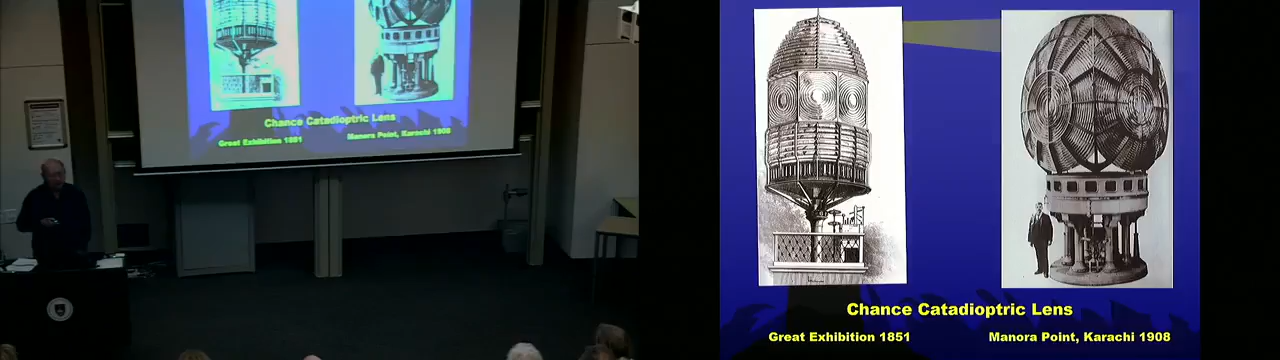 Chance Catadioptric Lens
Great Exhibition 1851
Manora Point, Karachi 1908
Chance Catadioptric Lens
Great Exhibition 1851
Manora Point, Karachi 1908